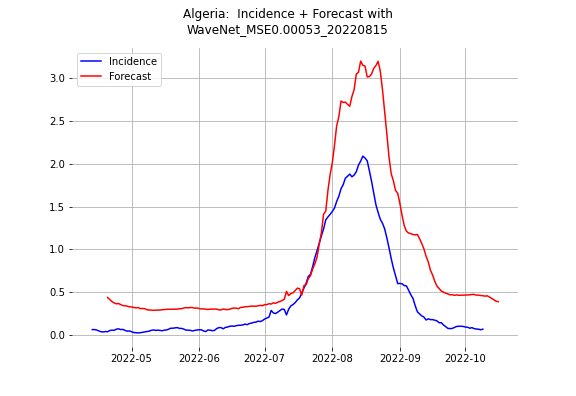 Algeria:  Incidence + Forecast with
WaveNet_MSE0.00053_20220815
Incidence
Forecast
3.0
2.5
2.0
1.5
1.0
0.5
0.0
2022-05 2022-06 2022-07 2022-08 2022-09 2022-10